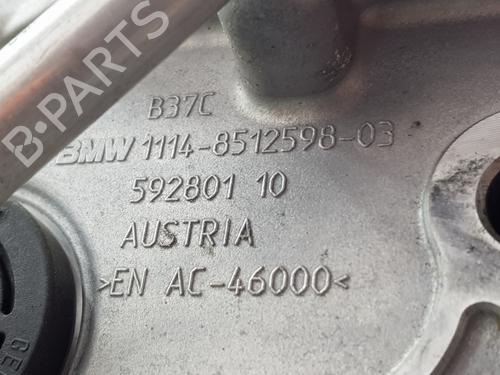 B-PARTS
B37C
BMW 1114-8512598-03
592801 10
AUSTRIA
>EN AC-46000<